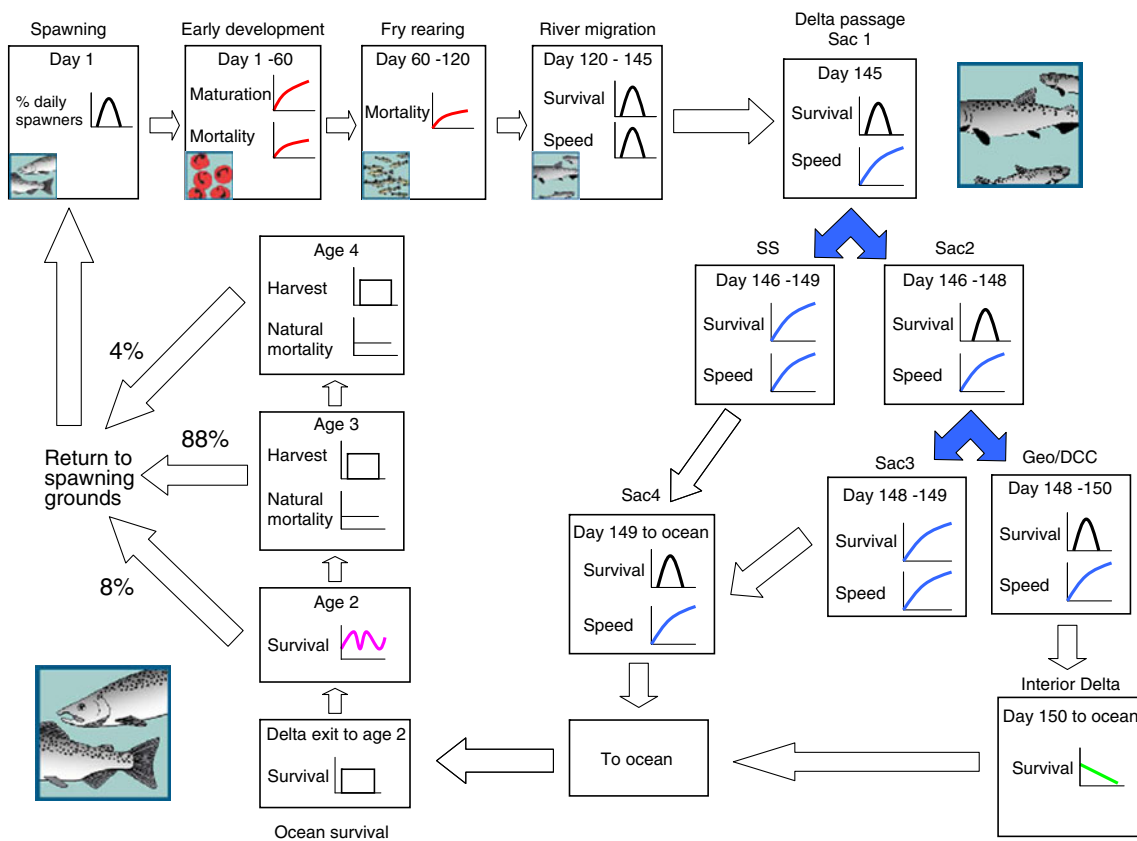 Spawning
Day 1
% daily
spawners
Early development
Day 1 -60
Maturation
Mortality
Fry rearing
Day 60 -120
Mortality
River migration
Day 120 - 145
Survival
Speed
Delta passage
Sac 1
Day 145
Survival
Speed
SS
Day 146 -149
Survival
Speed
Sac2
Day 146 -148
Survival
Speed
Sac3
Day 148 -149
Survival
Speed
Geo/DCC
Day 148 -150
Survival
Speed
Sac4
Day 149 to ocean
Survival
Speed
Interior Delta
Day 150 to ocean
Survival
To ocean
Delta exit to age 2
Survival
Ocean survival
Age 2
Survival
Age 3
Harvest
Natural
mortality
Age 4
Harvest
Natural
mortality
4%
88%
8%
Return to
spawning
grounds